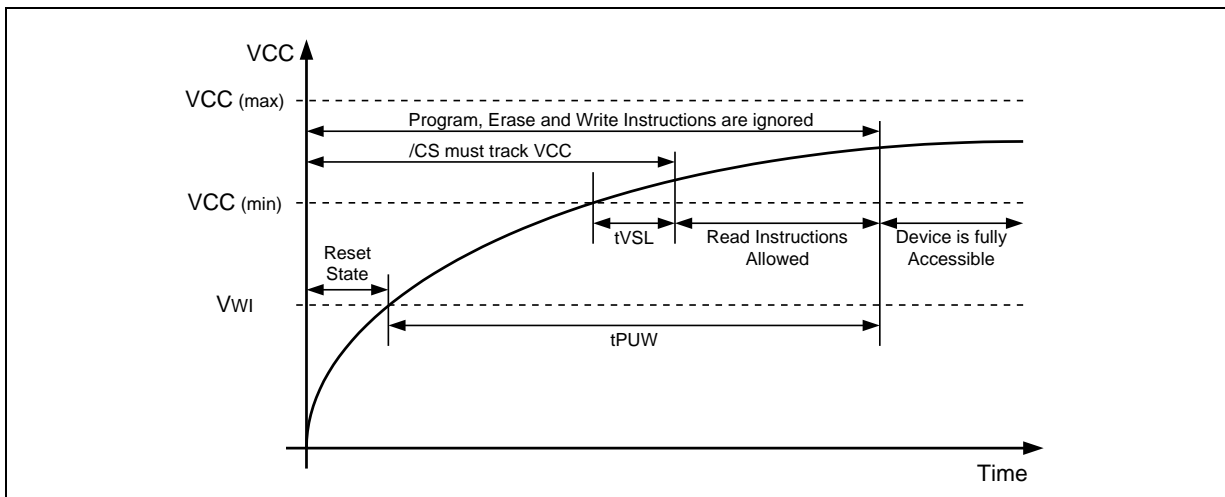 VCC
VCC (max)
Program, Erase and Write Instructions are ignored
/CS must track VCC
VCC (min)
tVSL
Read Instructions
Allowed
Device is fully
Accessible
Reset
State
VWI
tPUW
Time